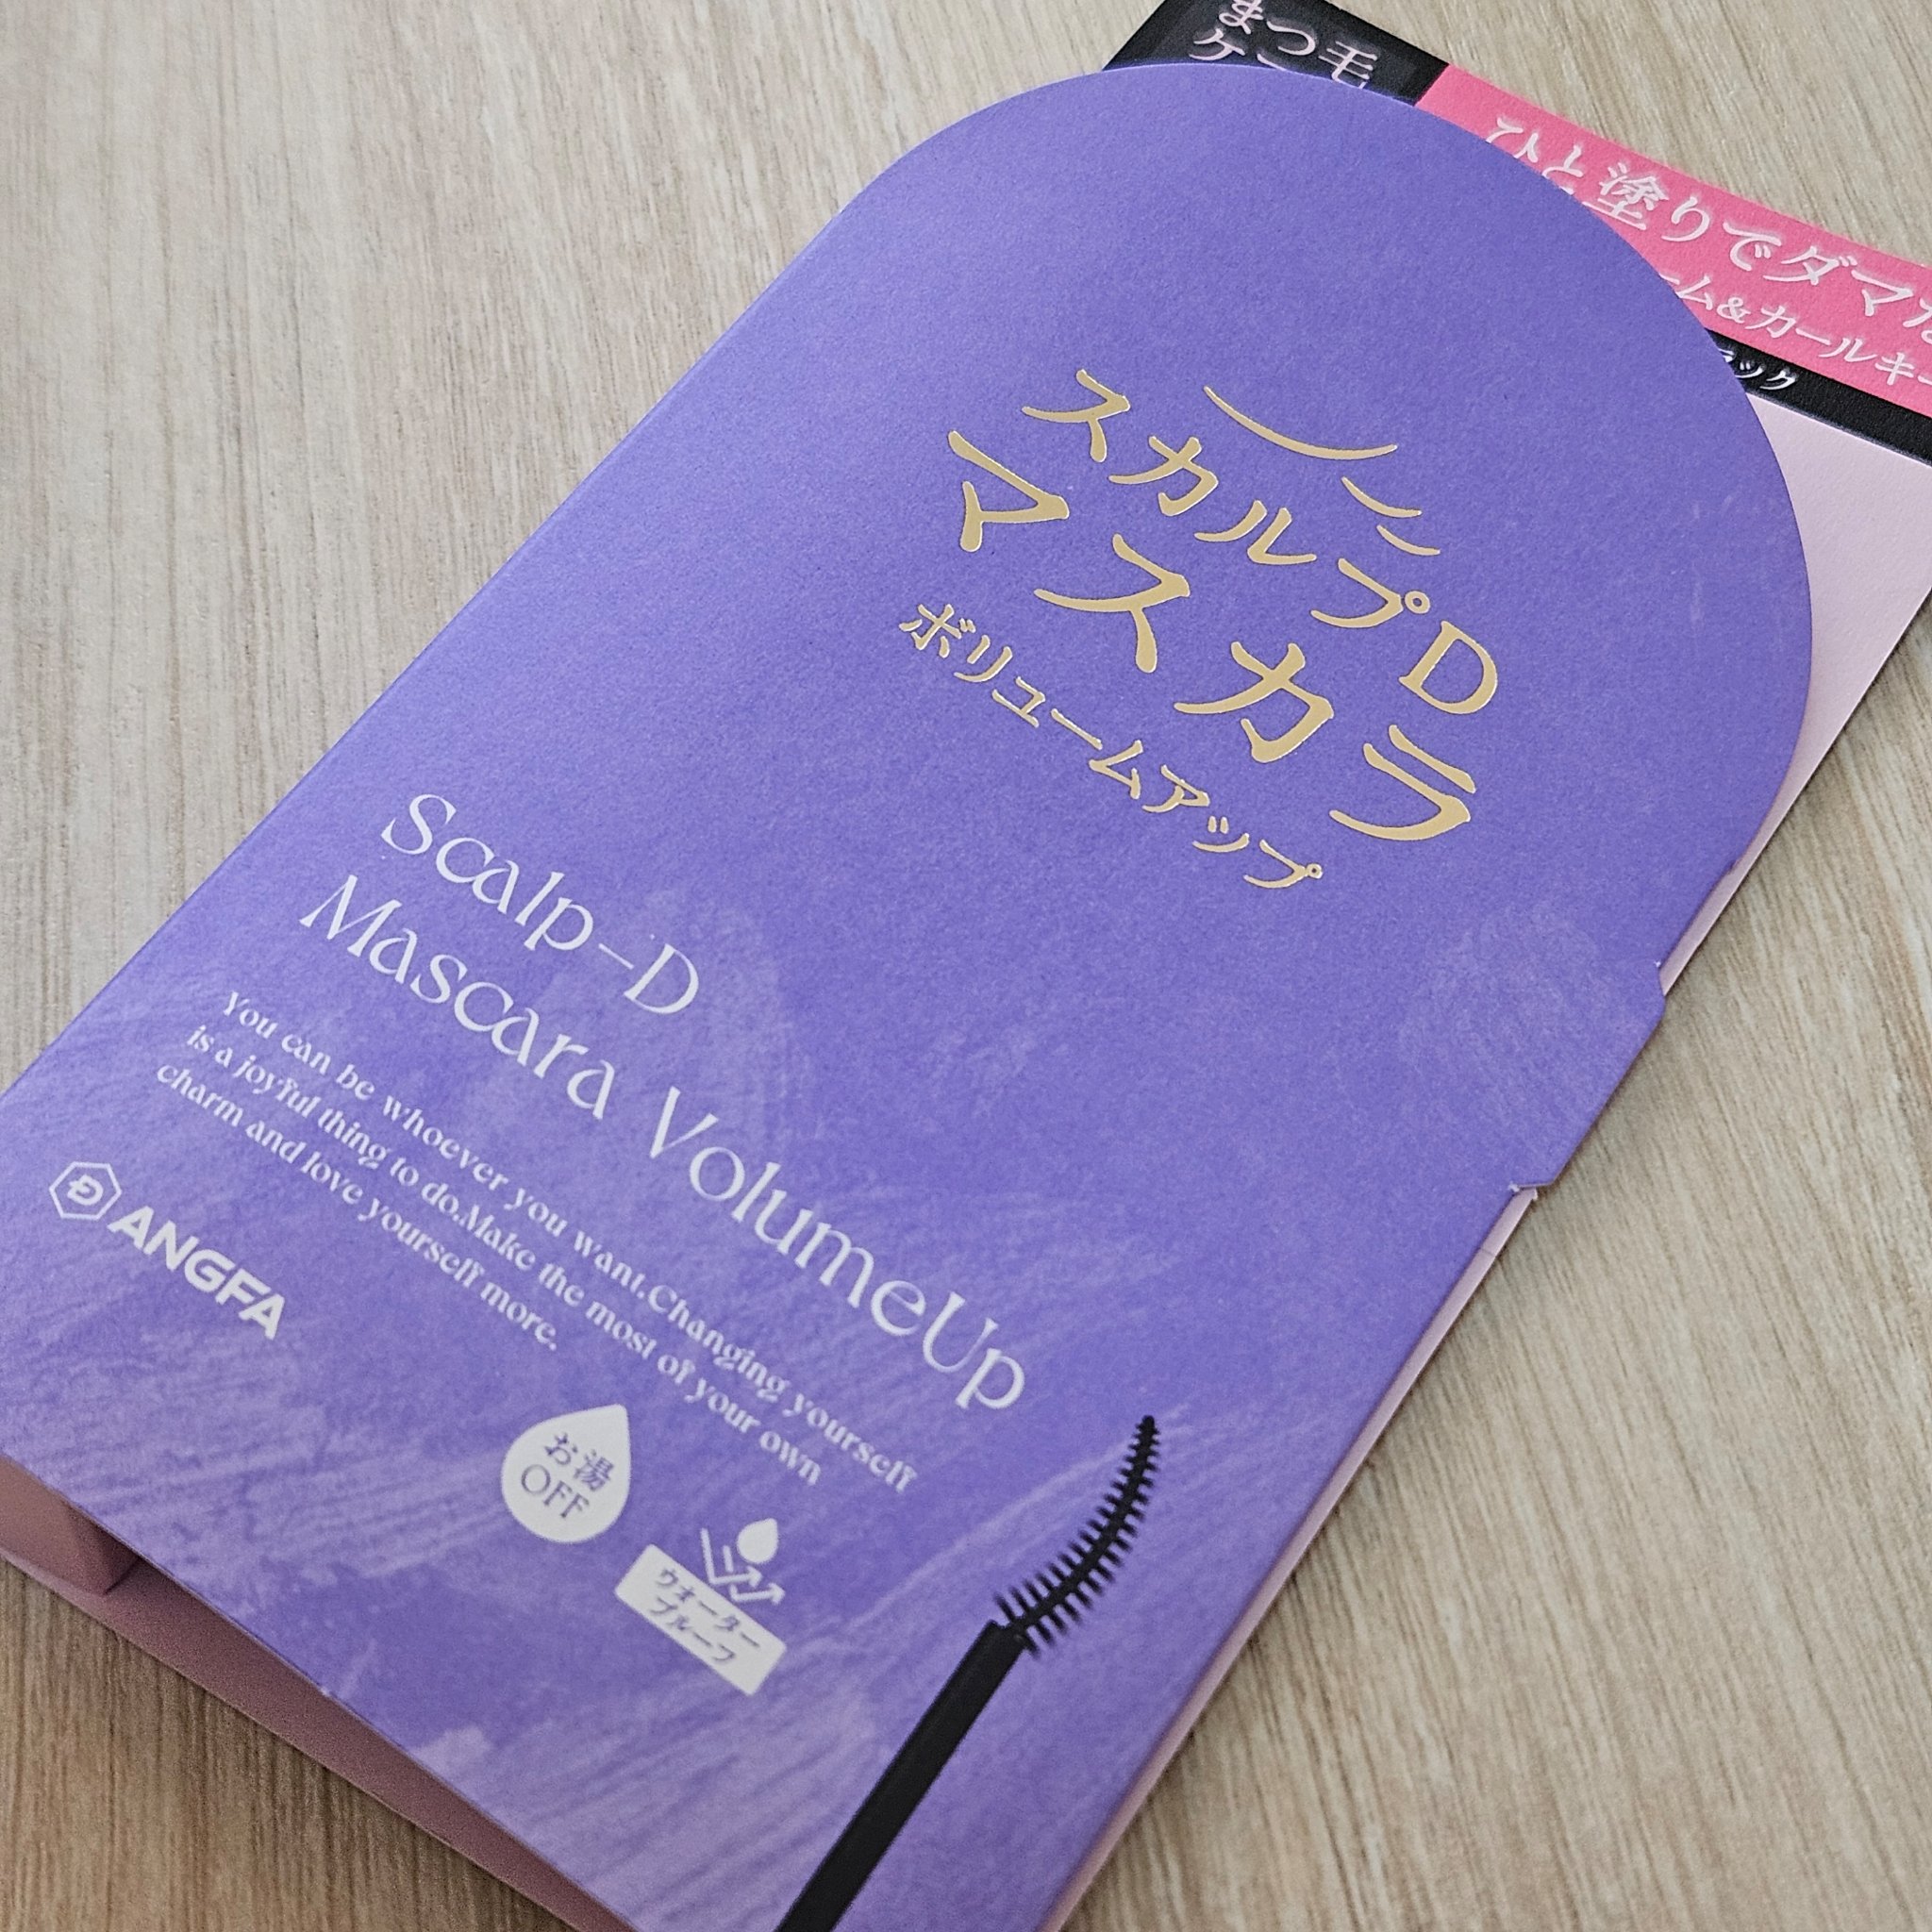 まつ毛
ひと塗りでダマ
ム&カールキ
ック
スカルプD
マスカラ
ボリュームアップ
Scalp-D
Mascara VolumeUp
You can be whoever you want.Changing yourself
is a joyful thing to do.Make the most of your own
charm and love yourself more.
ANGFA
お湯
OFF
ウォーター
プルーフ